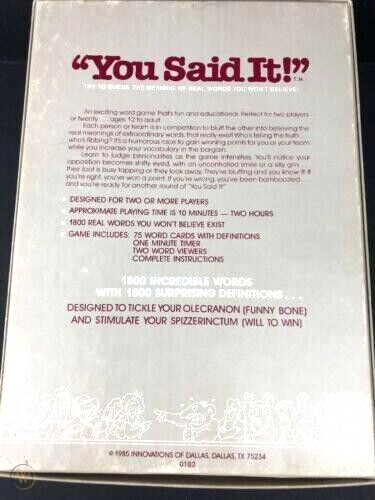 “You Said It!”™
TRY TO GUESS THE MEANING OF REAL WORDS YOU WON'T BELIEVE!
An exciting word game that's fun and educational. Perfect for two players
or twenty . . . ages 12 to adult.
Each person or team is in competition to bluff the other into believing the
real meanings of extraordinary words, that really exist! Who's telling the truth,
who's fibbing? It's a humorous race to gain winning points for you or your team
while you increase your vocabulary in the bargain.
Learn to judge personalities as the game intensifies. You'll notice your
opposition becomes shifty eyed, with an uncontrolled smile or a silly grin ...
their foot is busy tapping or they look away. They're bluffing and you know it! If
you're right, you've won a point. If you're wrong, you've been bamboozled
and you're ready for another round of “You Said It”.
DESIGNED FOR TWO OR MORE PLAYERS
APPROXIMATE PLAYING TIME IS 10 MINUTES — TWO HOURS
1800 REAL WORDS YOU WON'T BELIEVE EXIST
GAME INCLUDES: 75 WORD CARDS WITH DEFINITIONS
ONE MINUTE TIMER
TWO WORD VIEWERS
COMPLETE INSTRUCTIONS
1800 INCREDIBLE WORDS
WITH 1800 SURPRISING DEFINITIONS . . .
DESIGNED TO TICKLE YOUR OLECRANON (FUNNY BONE)
AND STIMULATE YOUR SPIZZERINCTUM (WILL TO WIN)
© 1985 INNOVATIONS OF DALLAS, DALLAS, TX 75234
0182